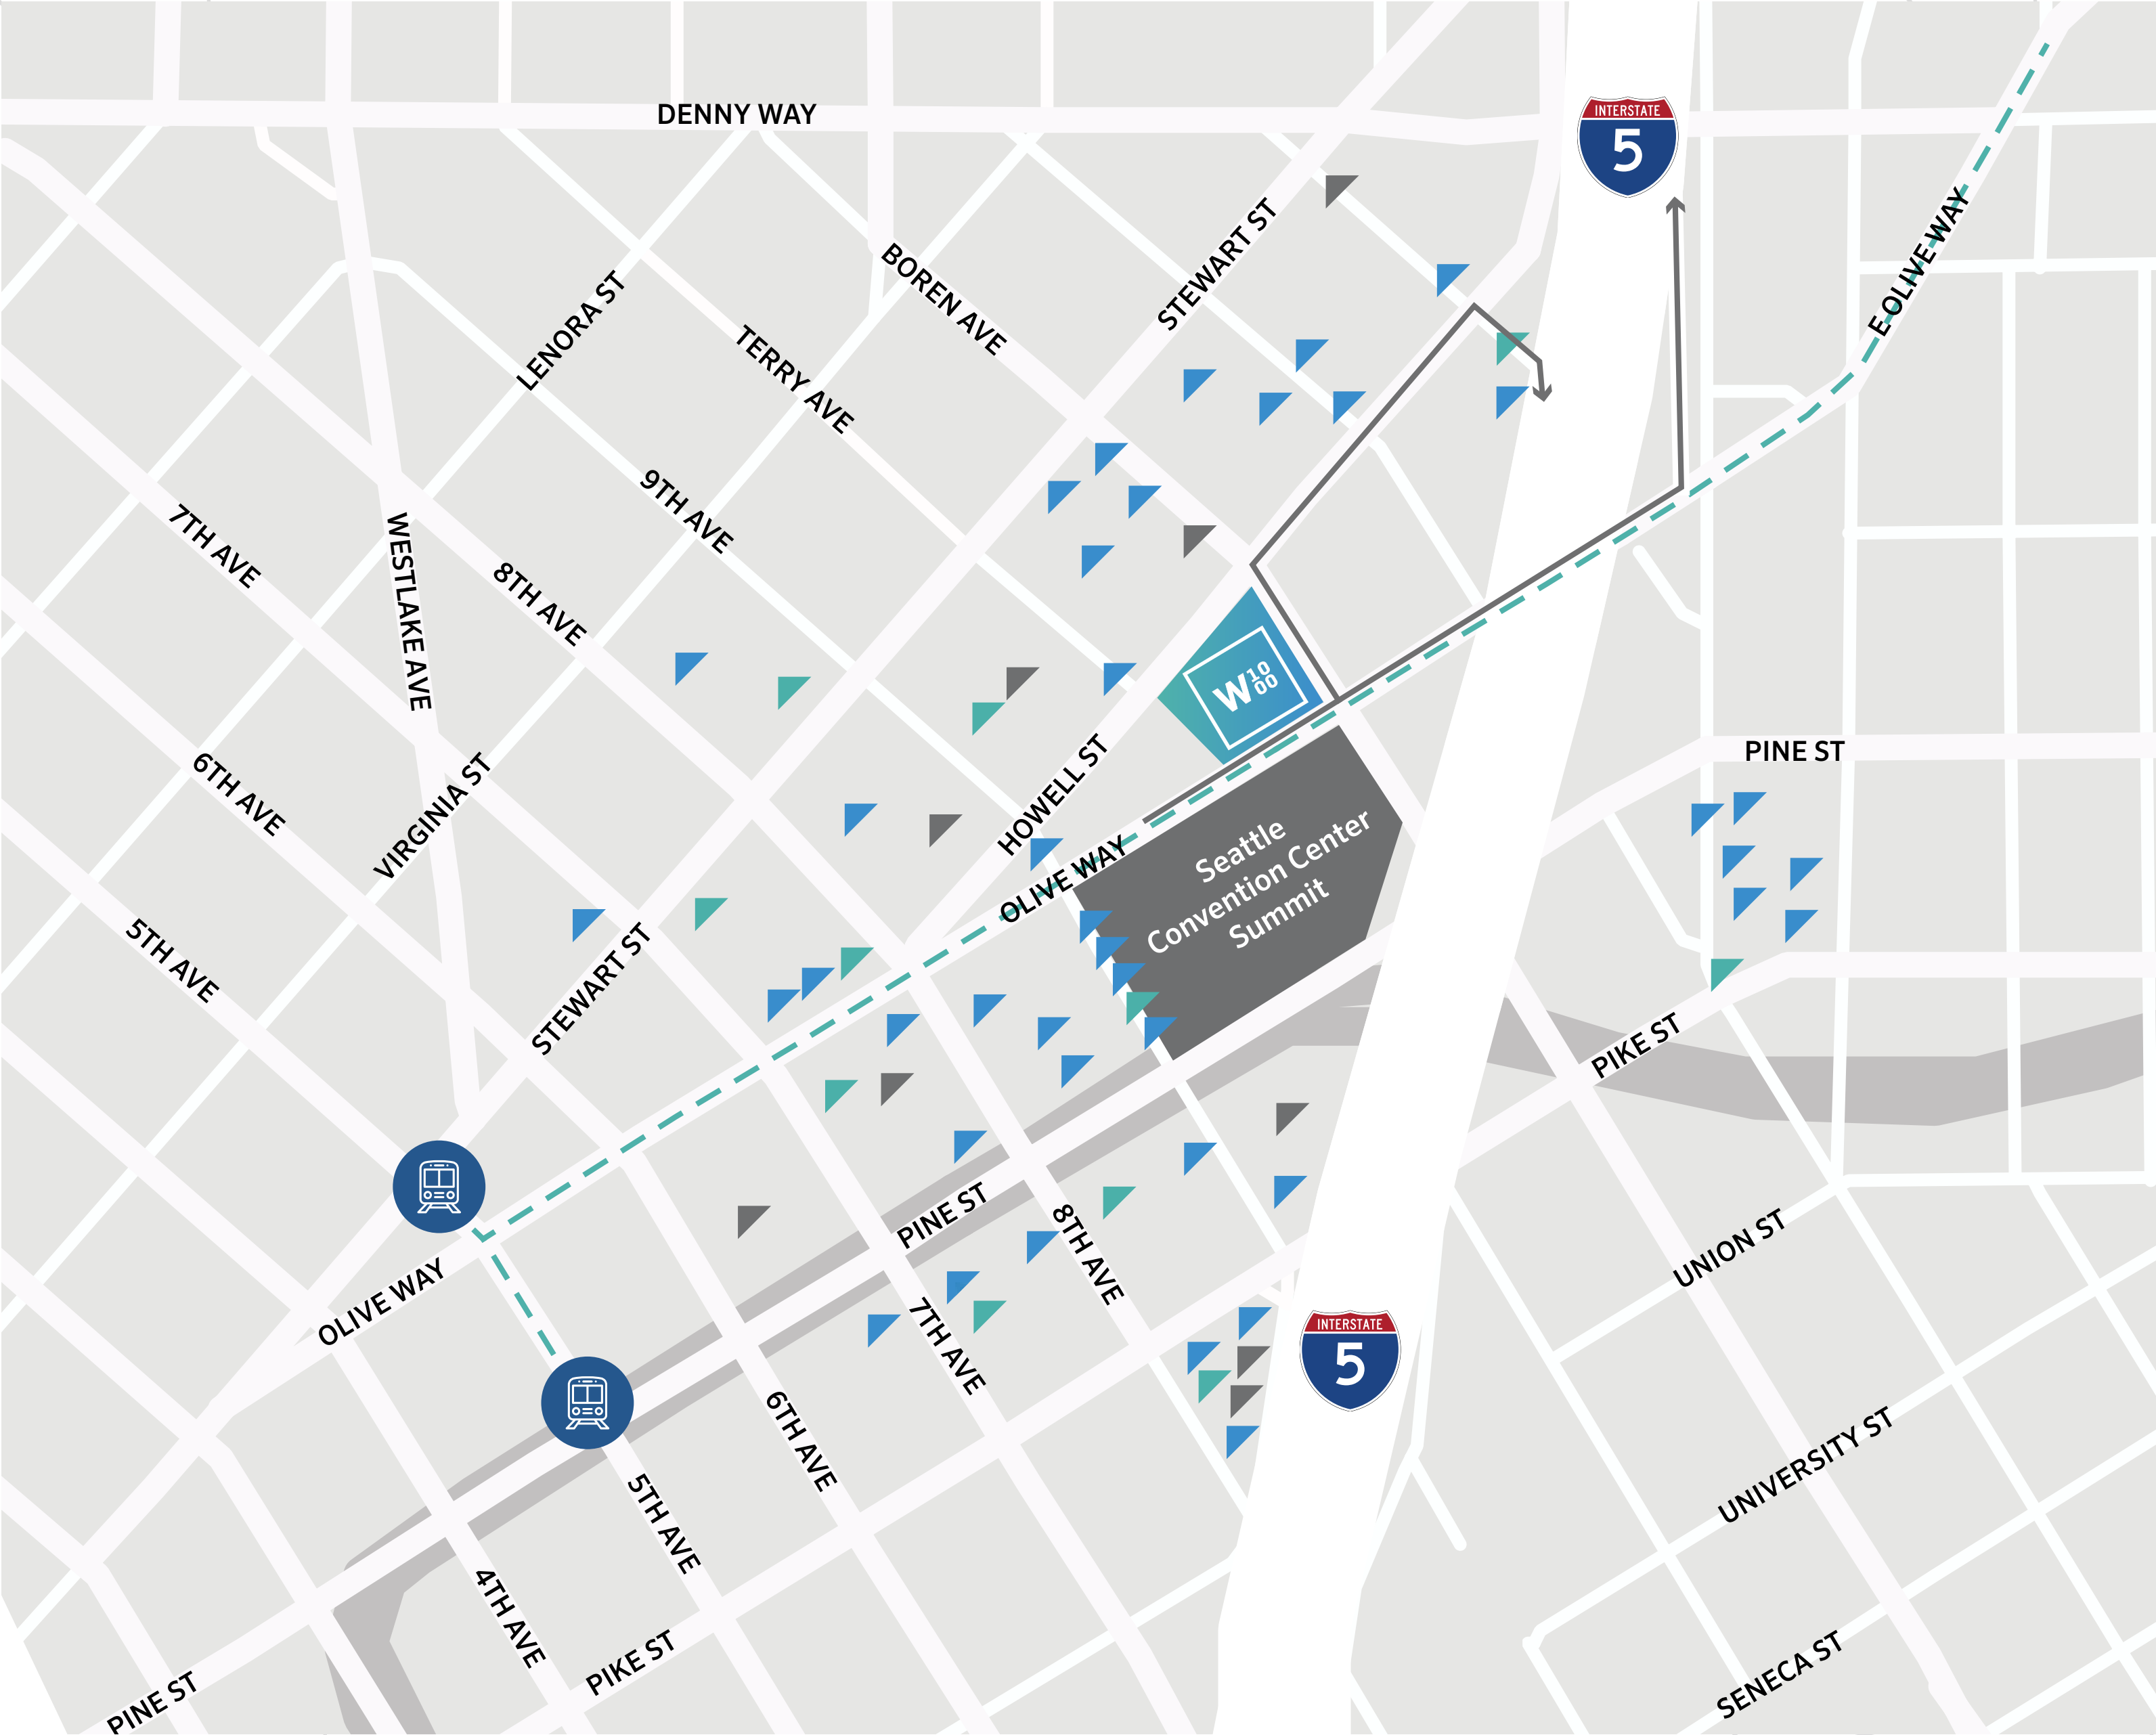 DENNY WAY
INTERSTATE
5
STEWART ST
E OLIVE WAY
BOREN AVE
LENORA ST
TERRY AVE
9TH AVE
7TH AVE
WESTLAKE AVE
8TH AVE
W 10
00
PINE ST
HOWELL ST
6TH AVE
VIRGINIA ST
OLIVE WAY
Seattle
Convention Center
Summit
5TH AVE
STEWART ST
PIKE ST
PINE ST
8TH AVE
UNION ST
OLIVE WAY
7TH AVE
INTERSTATE
5
6TH AVE
UNIVERSITY ST
5TH AVE
4TH AVE
PIKE ST
SENECA ST
PINE ST